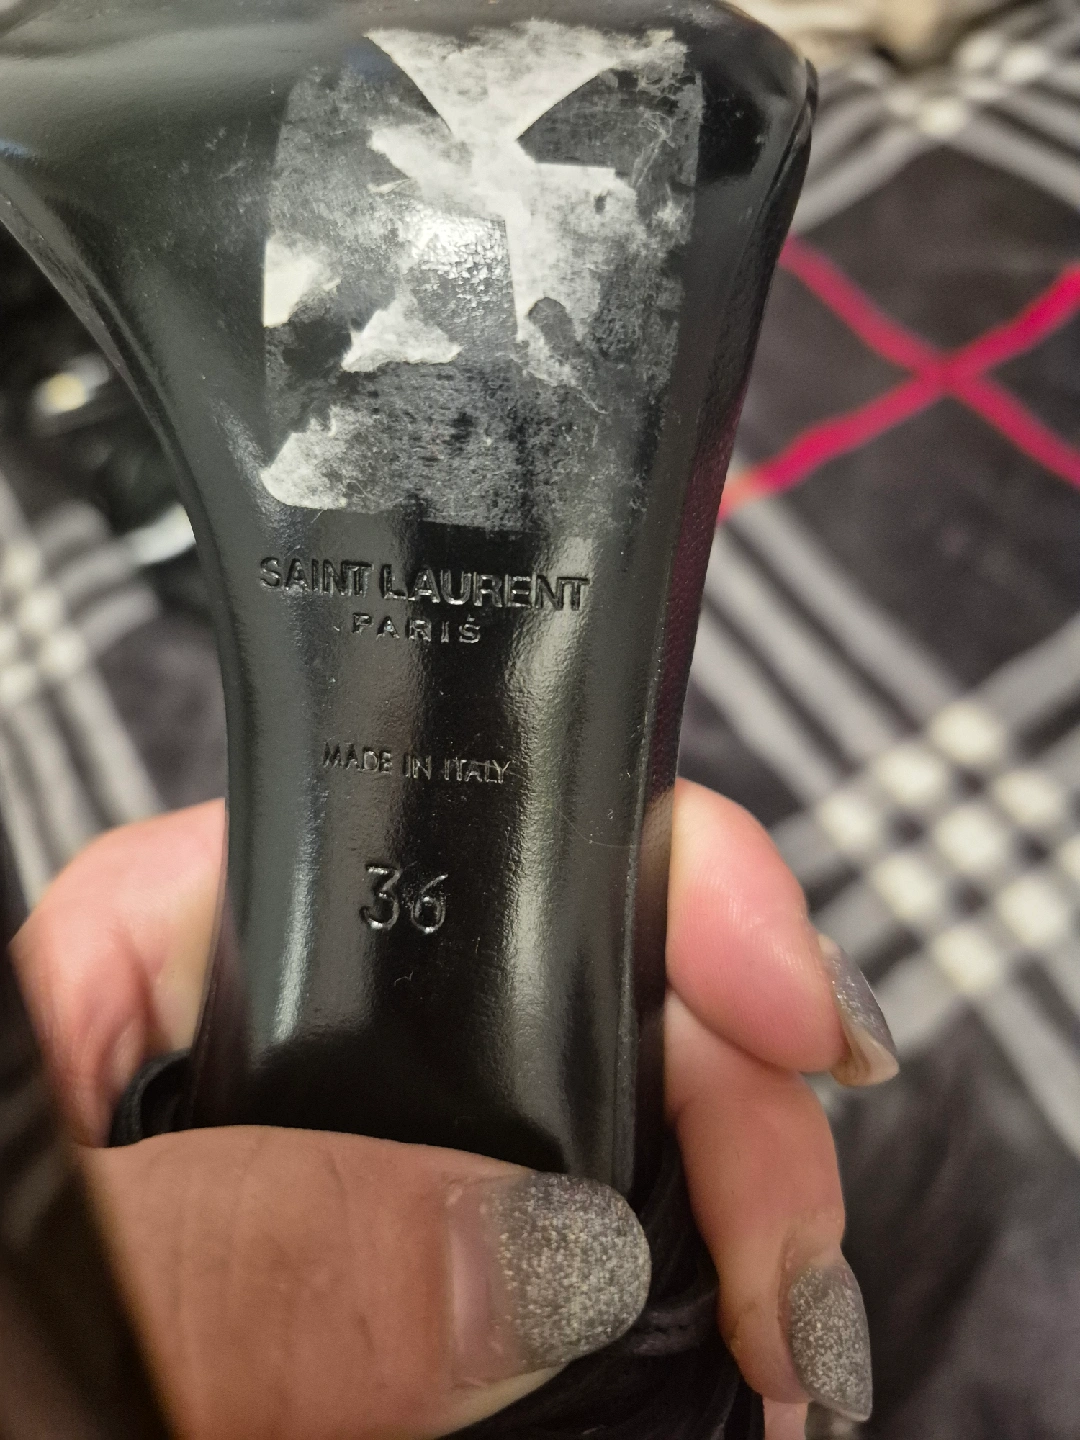 SAINT LAURENT
PARIS
MADE IN ITALY
36